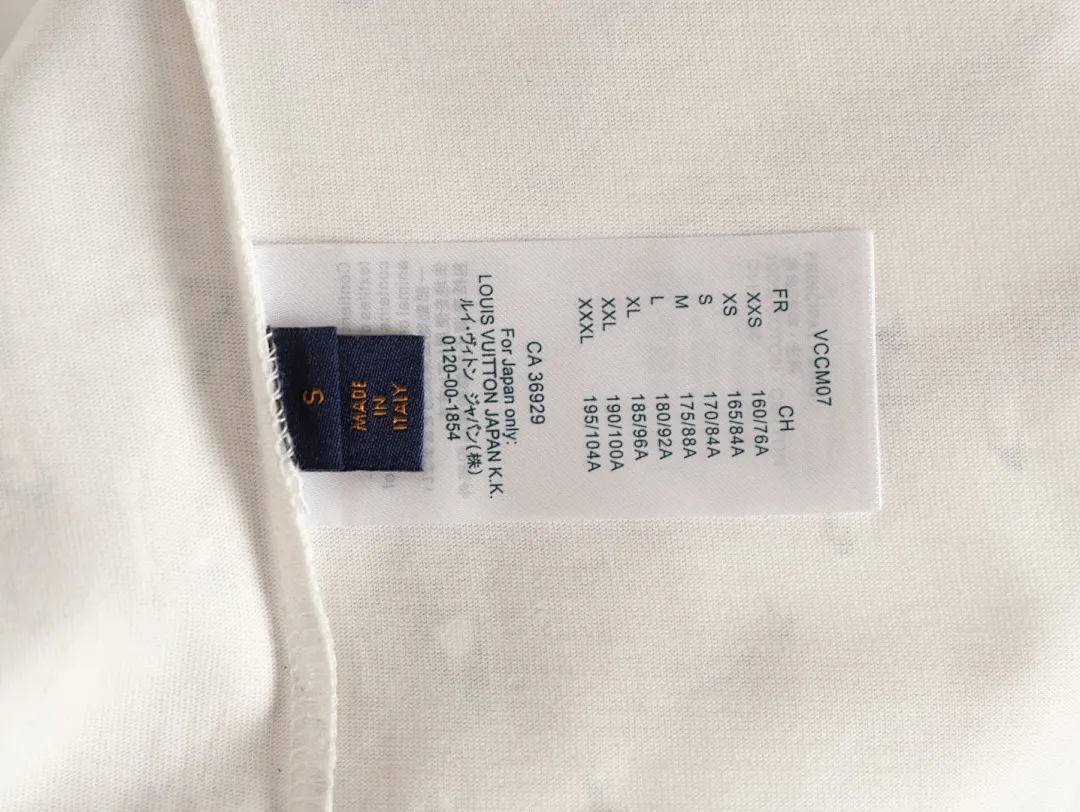 VCCM07
FR CH
XXS 160/76A
XS 165/84A
S 170/84A
M 175/88A
L 180/92A
XL 185/96A
XXL 190/100A
XXXL 195/104A
CA 36929
For Japan only:
LOUIS VUITTON JAPAN K.K.
ルイ・ヴィトン ジャパン(株)
0120-00-1854
MADE
IN
ITALY
S